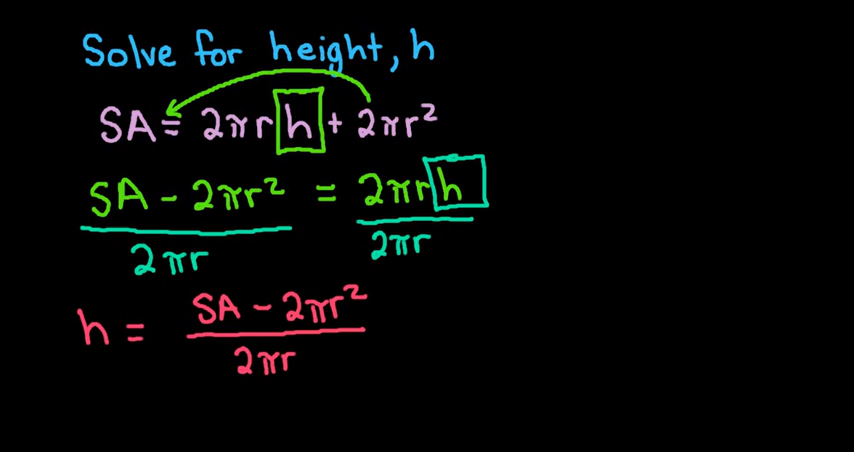 Solve for height, h
SA = 2πrh + 2πr²
SA - 2πr² = 2πrh
2πr 2πr
h = SA - 2πr²
2πr